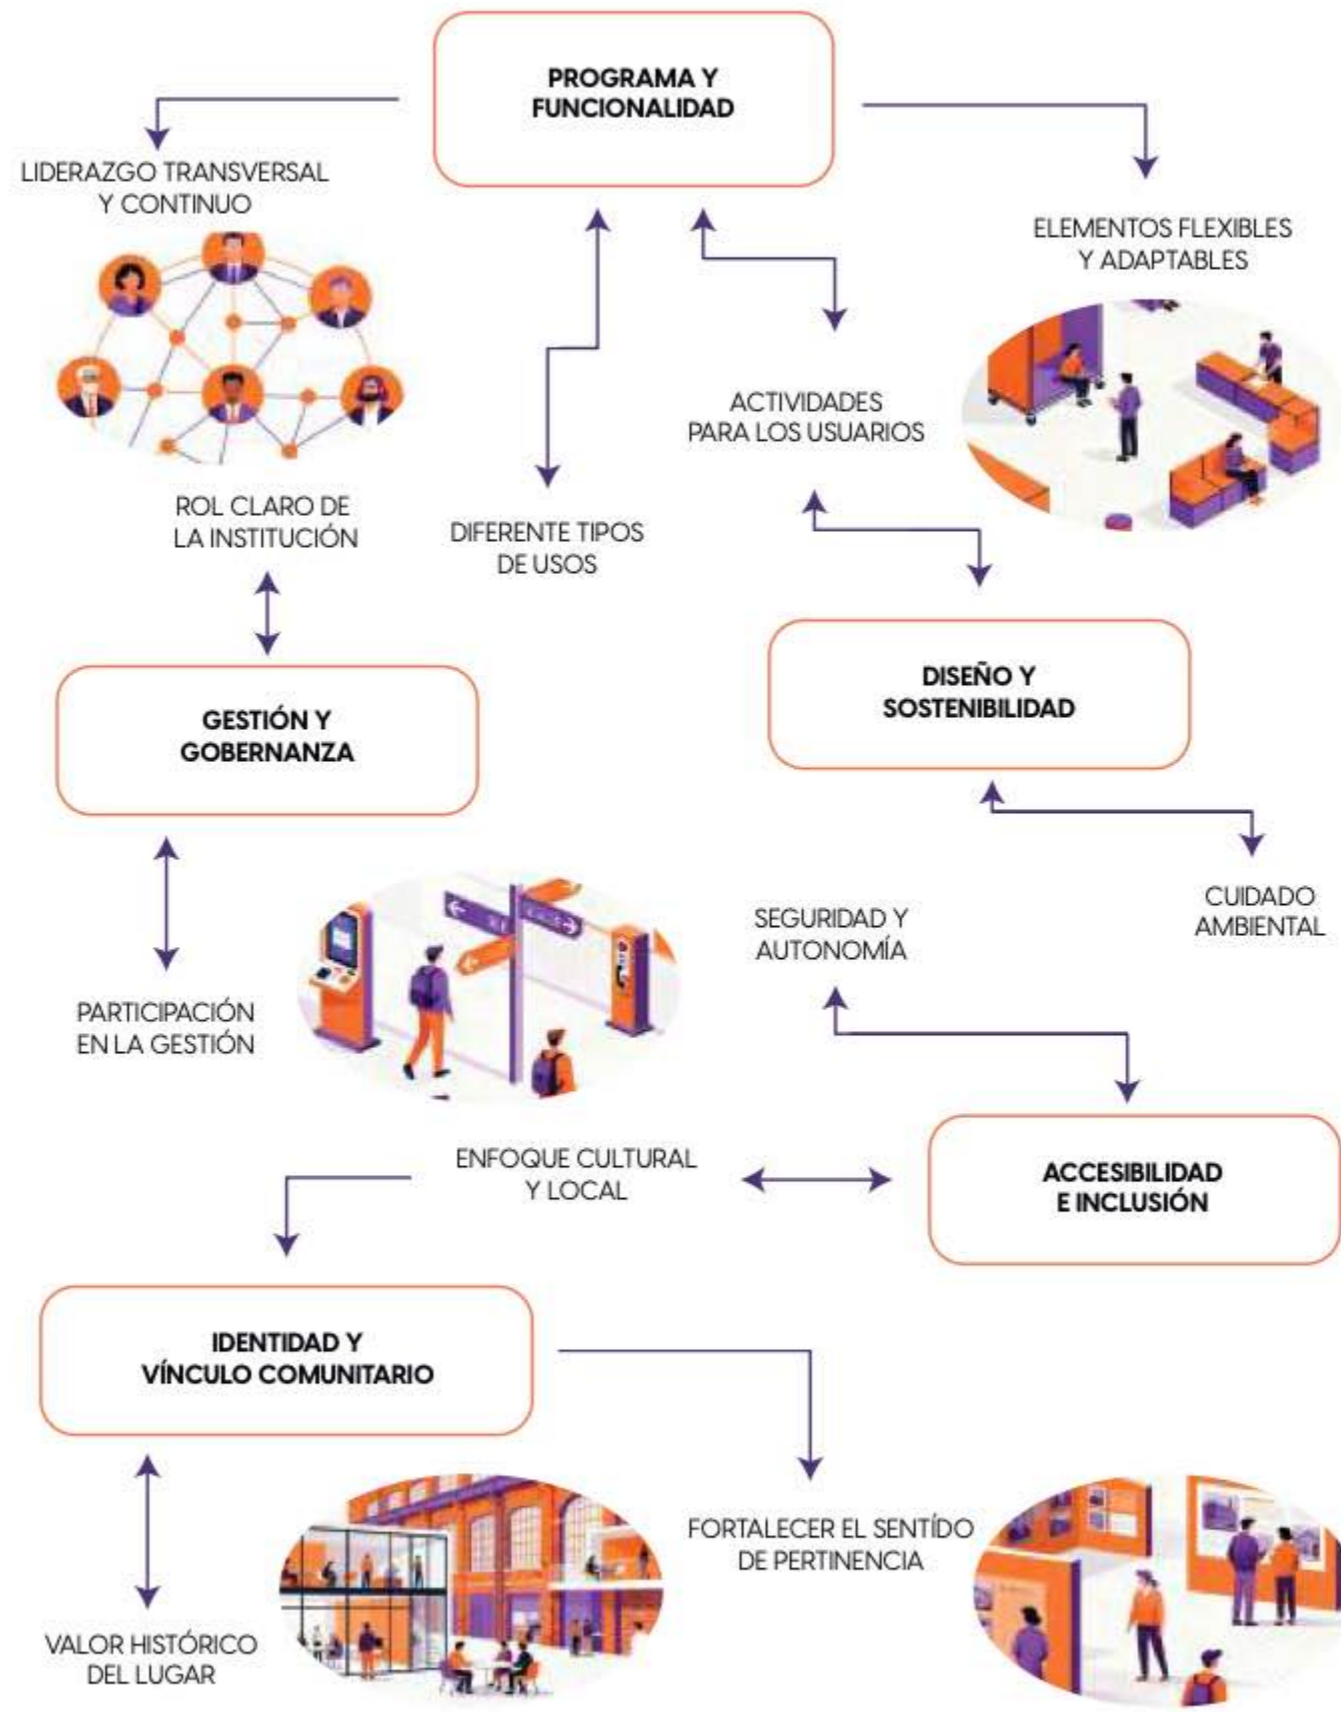 PROGRAMA Y
FUNCIONALIDAD
LIDERAZGO TRANSVERSAL
Y CONTINUO
ELEMENTOS FLEXIBLES
Y ADAPTABLES
ACTIVIDADES
PARA LOS USUARIOS
ROL CLARO DE
LA INSTITUCIÓN
DIFERENTE TIPOS
DE USOS
GESTIÓN Y
GOBERNANZA
DISEÑO Y
SOSTENIBILIDAD
CUIDADO
AMBIENTAL
SEGURIDAD Y
AUTONOMÍA
PARTICIPACIÓN
EN LA GESTIÓN
ENFOQUE CULTURAL
Y LOCAL
ACCESIBILIDAD
E INCLUSIÓN
IDENTIDAD Y
VÍNCULO COMUNITARIO
FORTALECER EL SENTÍDO
DE PERTINENCIA
VALOR HISTÓRICO
DEL LUGAR